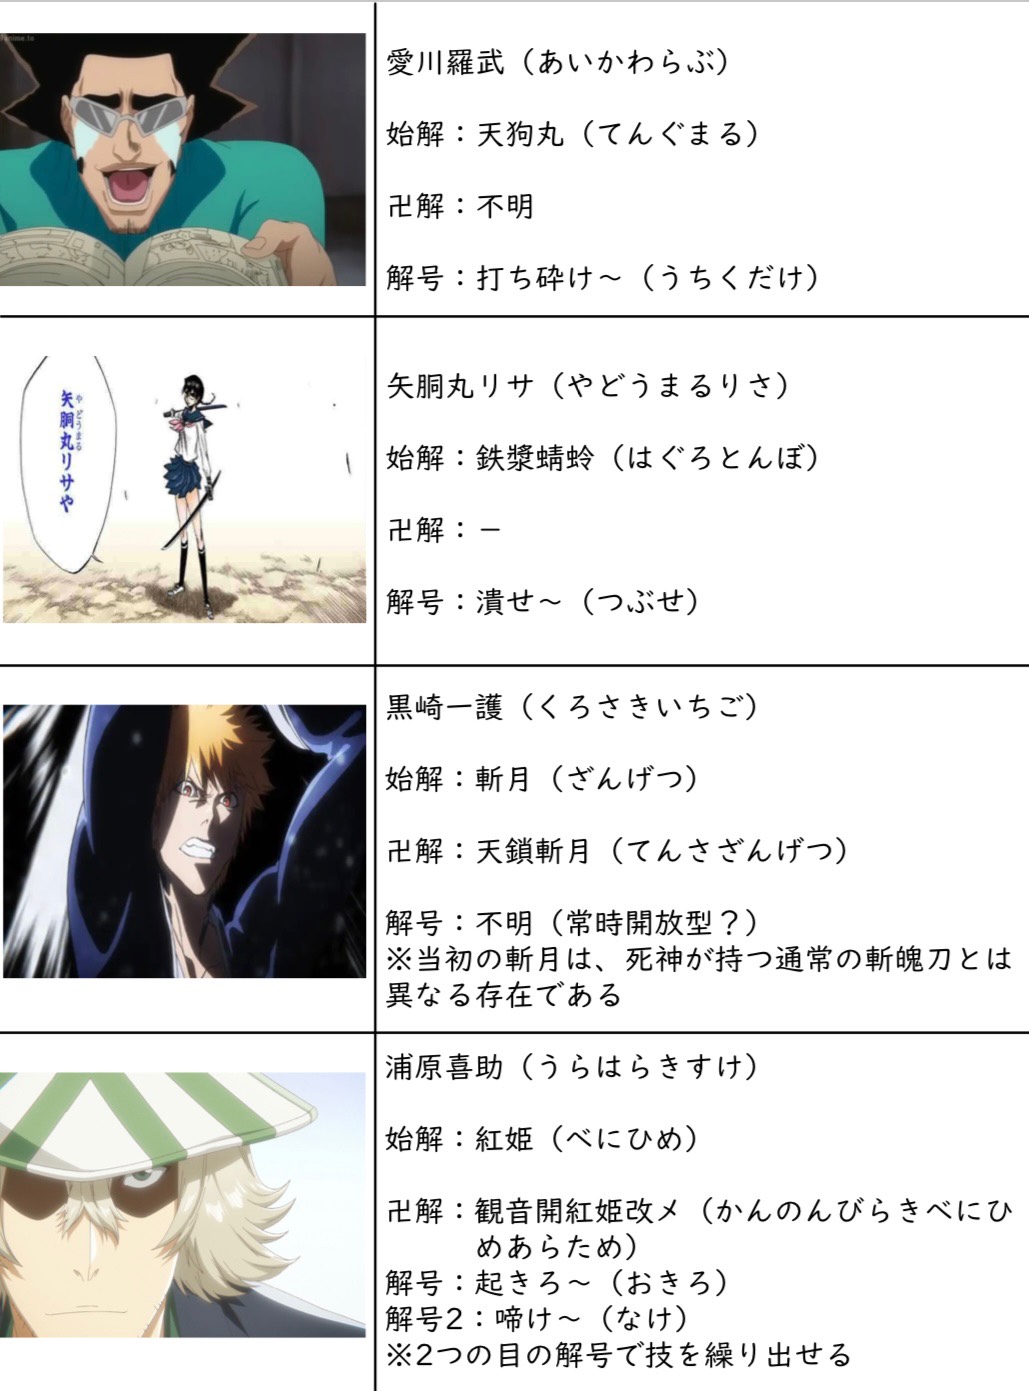 愛川羅武（あいかわらぶ）
始解：天狗丸（てんぐまる）
卍解：不明
解号：打ち砕け～（うちくだけ）
矢胴丸リサや
やどうまる
矢胴丸リサ（やどうまるりさ）
始解：鉄漿蜻蛉（はぐろとんぼ）
卍解：－
解号：潰せ～（つぶせ）
黒崎一護（くろさきいちご）
始解：斬月（ざんげつ）
卍解：天鎖斬月（てんさざんげつ）
解号：不明（常時開放型？）
※当初の斬月は、死神が持つ通常の斬魄刀とは
異なる存在である
浦原喜助（うらはらきすけ）
始解：紅姫（べにひめ）
卍解：観音開紅姫改メ（かんのんびらきべにひ
めあらため）
解号：起きろ～（おきろ）
解号2：啼け～（なけ）
※2つの目の解号で技を繰り出せる